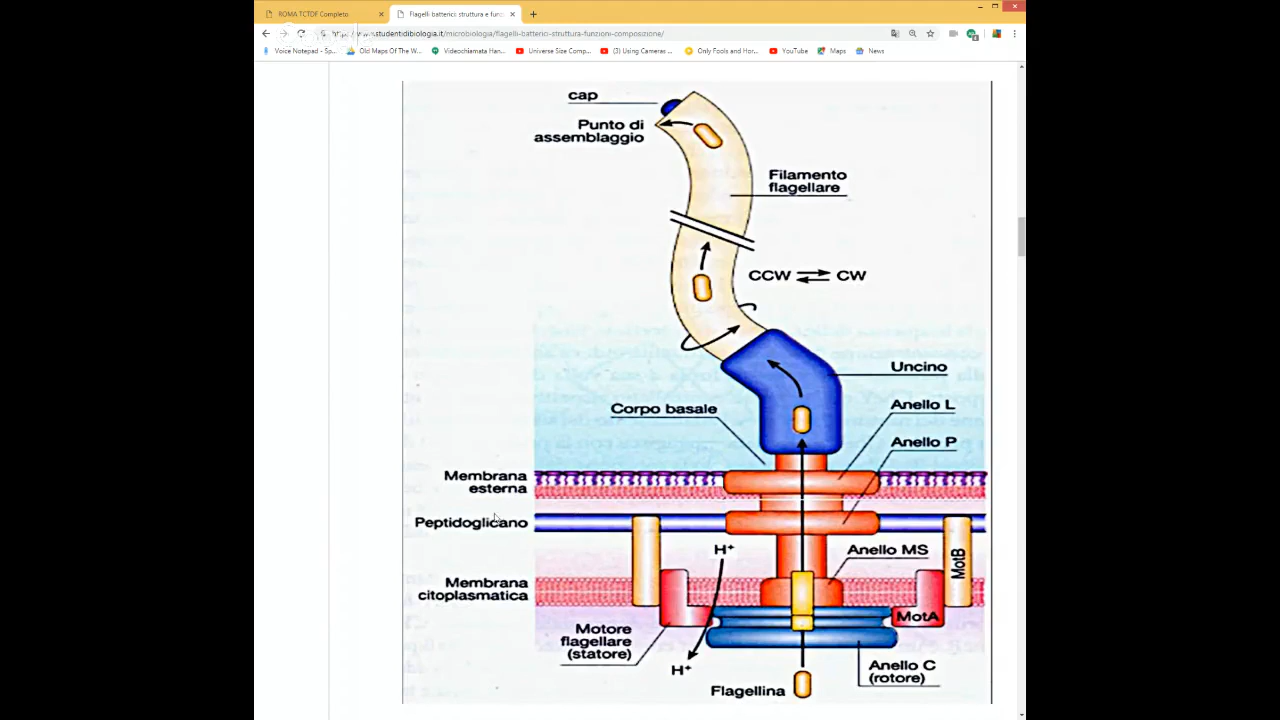 ROMA TCTDF Completo
Flagelli batterici: struttura e funz
www.studentidibiologia.it/microbiologia/flagelli-batterici-struttura-funzioni-composizione/
Voice Notepad - Sp...
Old Maps Of The W...
Videochiamata Han...
Universe Size Comp...
(3) Using Cameras ...
Only Fools and Hor...
YouTube
Maps
News
cap
Punto di
assemblaggio
Filamento
flagellare
CCW CW
Uncino
Corpo basale
Anello L
Anello P
Membrana
esterna
Peptidoglicano
H+
Anello MS
MotB
Membrana
citoplasmatica
MotA
Motore
flagellare
(statore)
H+
Anello C
(rotore)
Flagellina